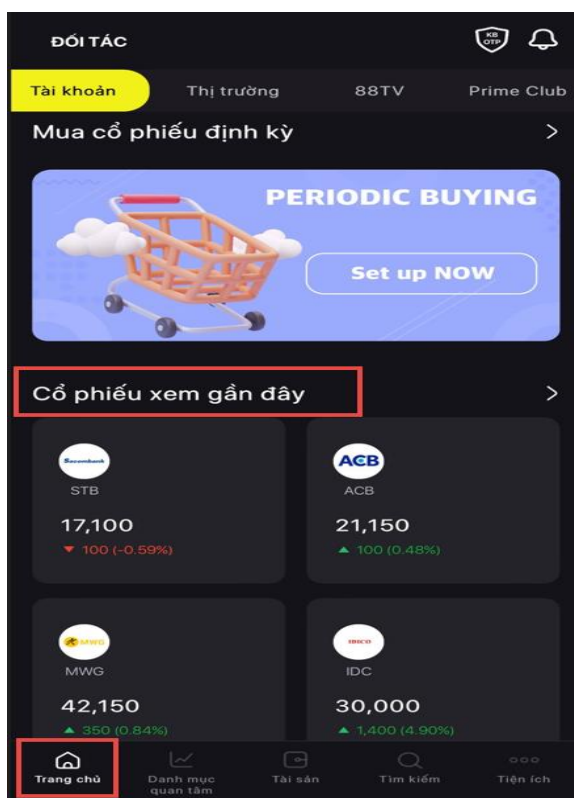 ĐỐI TÁC
KB OTP
Tài khoản Thị trường 88TV Prime Club
Mua cổ phiếu định kỳ >
PERIODIC BUYING
Set up NOW
Cổ phiếu xem gần đây >
Sacombank
STB
17,100
▼ 100 (-0.59%)
ACB
ACB
21,150
▲ 100 (0.48%)
MWG
MWG
42,150
▲ 350 (0.84%)
IDICO
IDC
30,000
▲ 1,400 (4.90%)
Trang chủ
Danh mục
quan tâm
Tài sản
Tìm kiếm
Tiện ích